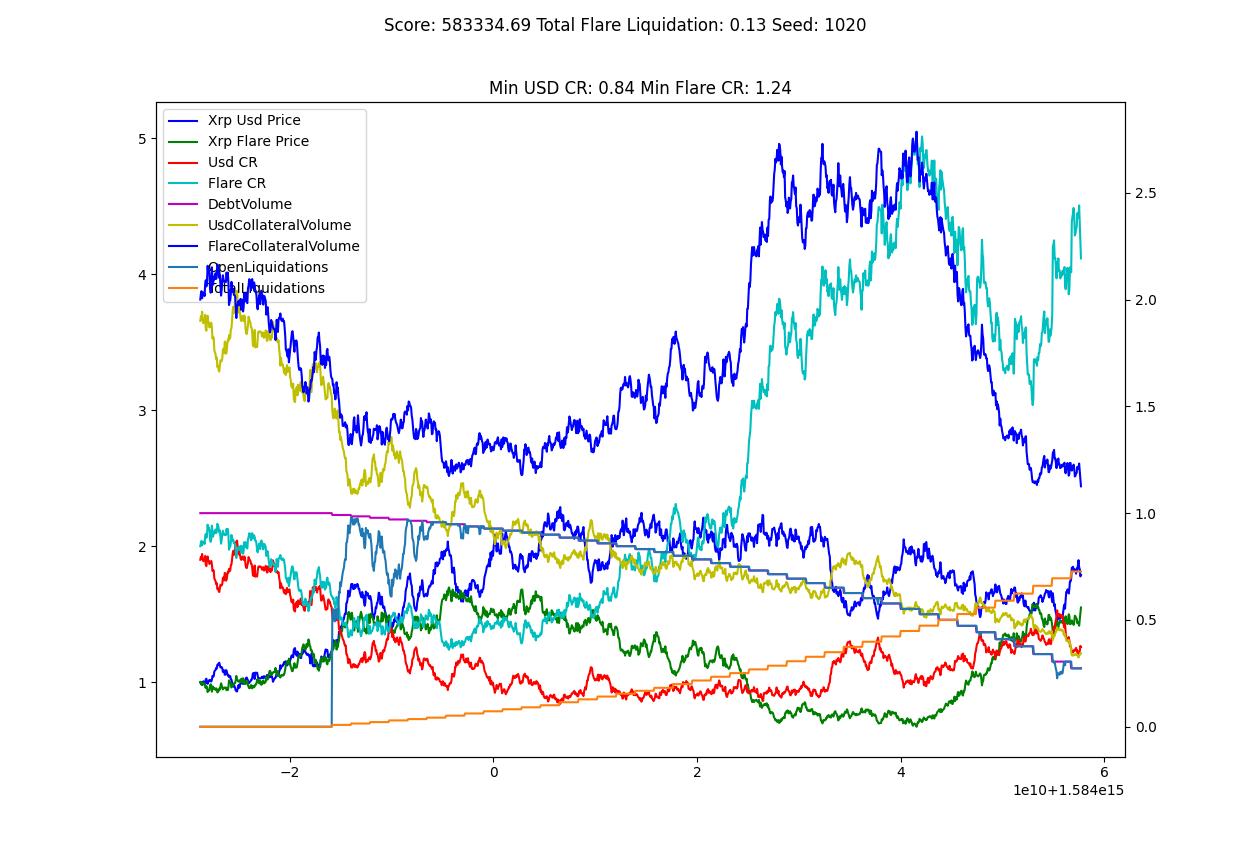 Score: 583334.69 Total Flare Liquidation: 0.13 Seed: 1020
Min USD CR: 0.84 Min Flare CR: 1.24
Xrp Usd Price
Xrp Flare Price
Usd CR
Flare CR
DebtVolume
UsdCollateralVolume
FlareCollateralVolume
OpenLiquidations
TotalLiquidations
5
4
3
2
1
2.5
2.0
1.5
1.0
0.5
0.0
−2 0 2 4 6
1e10+1.584e15